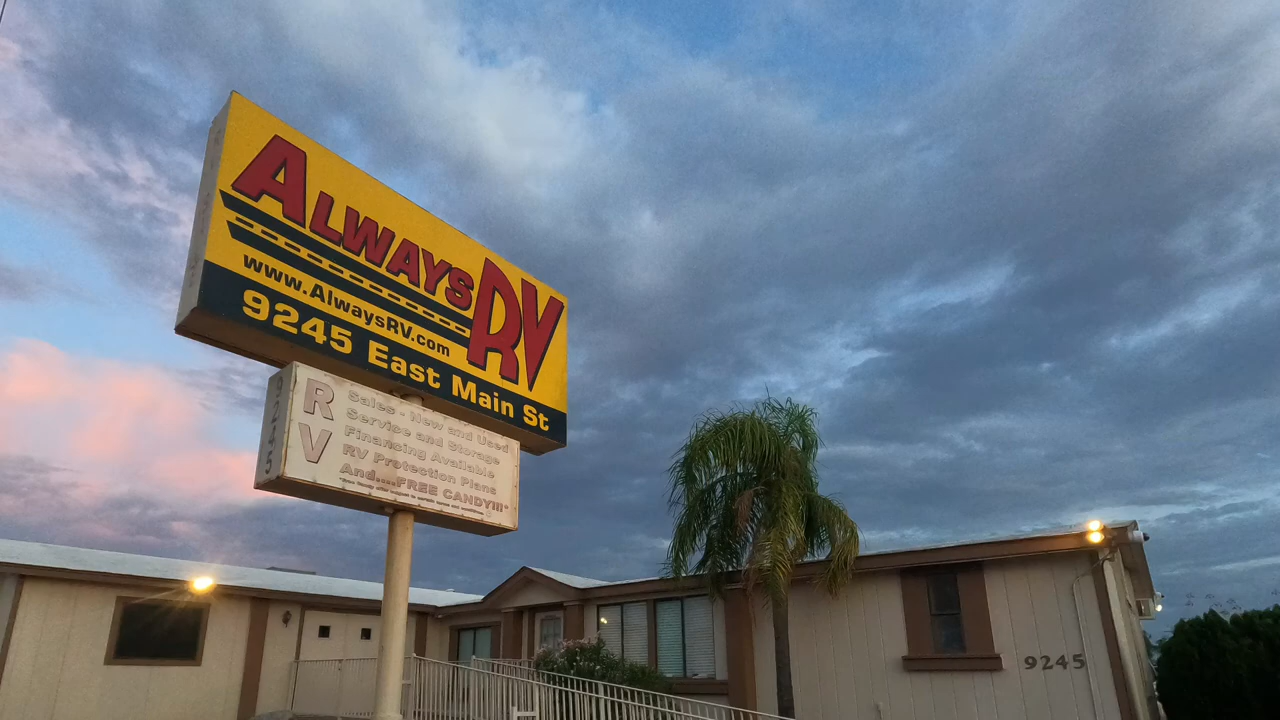 ALWAYS RV
www.AlwaysRV.com
9245 East Main St
9245
RV
Sales - New and Used
Service and Storage
Financing Available
RV Protection Plans
And....FREE CANDY!!!*
9245